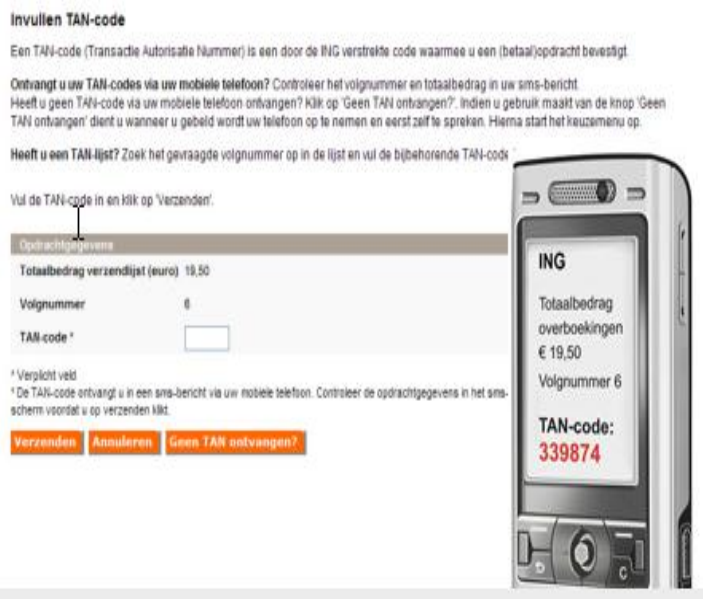 Invullen TAN-code
Een TAN-code (Transactie Autorisatie Nummer) is een door de ING verstrekte code waarmee u een (betaal)opdracht bevestigt.
Ontvangt u uw TAN-codes via uw mobiele telefoon? Controleer het volgnummer en totaalbedrag in uw sms-bericht.
Heeft u geen TAN-code via uw mobiele telefoon ontvangen? Klik op 'Geen TAN ontvangen?'. Indien u gebruik maakt van de knop 'Geen
TAN ontvangen' dient u wanneer u gebeld wordt uw telefoon op te nemen en eerst zelf te spreken. Hierna start het keuzemenu op.
Heeft u een TAN-lijst? Zoek het gevraagde volgnummer op in de lijst en vul de bijbehorende TAN-code
Vul de TAN-code in en klik op 'Verzenden'.
Opdrachtgegevens
Totaalbedrag verzendlijst (euro) 19,50
Volgnummer 6
TAN-code *
* Verplicht veld
* De TAN-code ontvangt u in een sms-bericht via uw mobiele telefoon. Controleer de opdrachtgegevens in het sms-
scherm voordat u op verzenden klikt.
Verzenden Annuleren Geen TAN ontvangen?
ING
Totaalbedrag
overboekingen
€ 19,50
Volgnummer 6
TAN-code:
339874
C